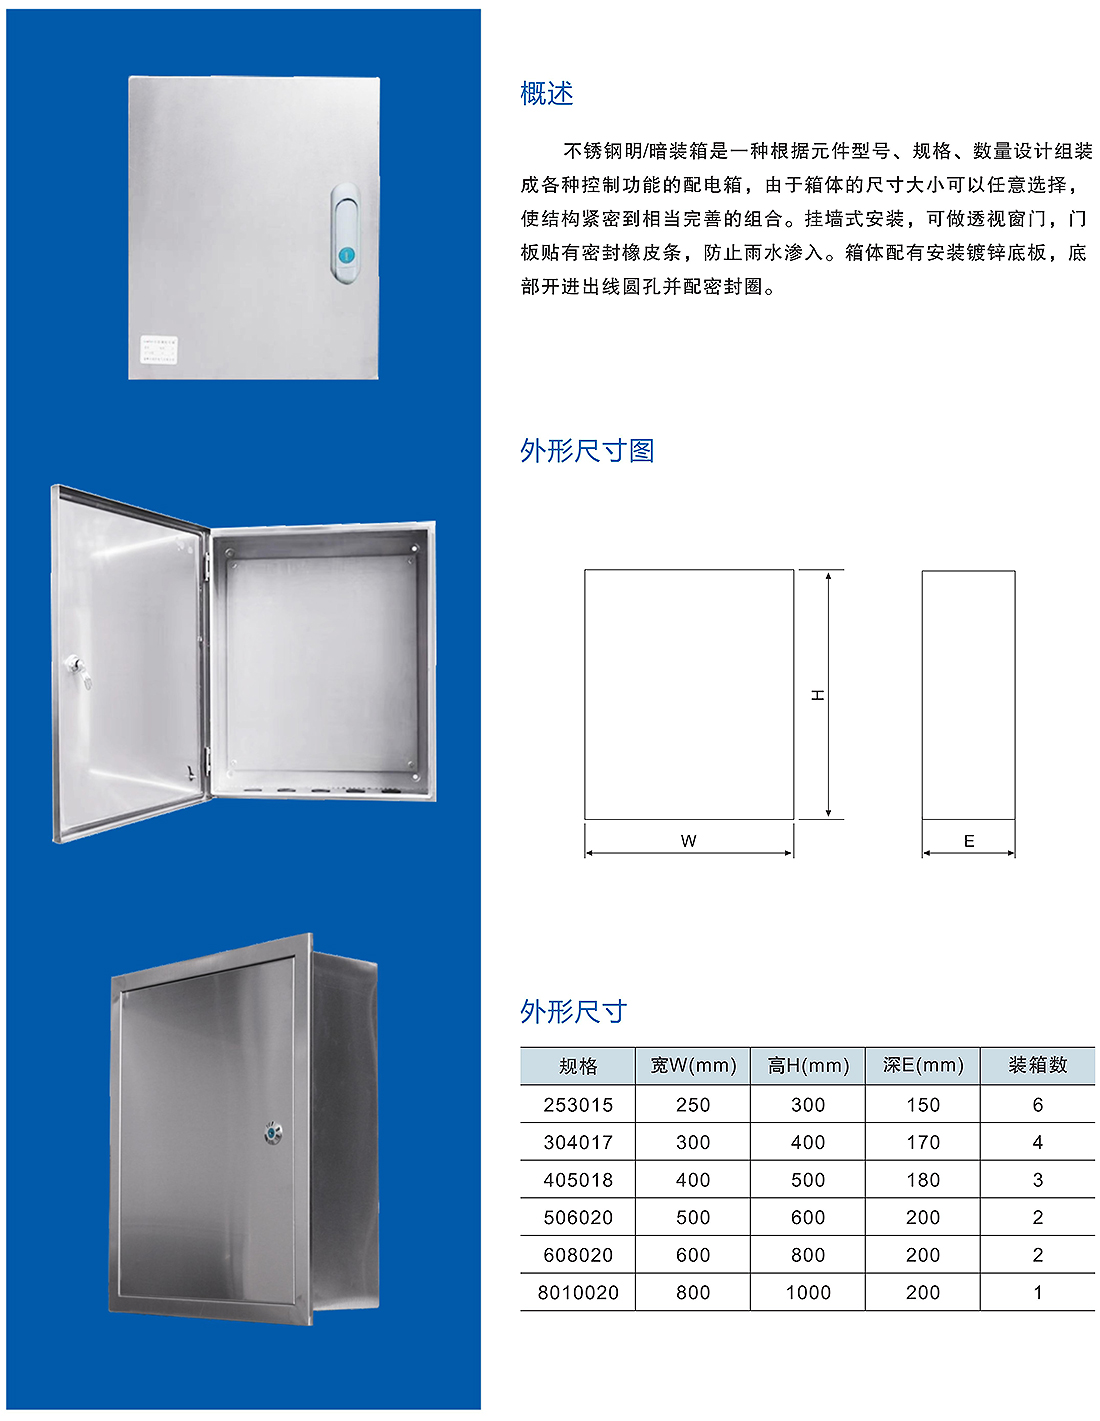 概述
不锈钢明/暗装箱是一种根据元件型号、规格、数量设计组装
成各种控制功能的配电箱，由于箱体的尺寸大小可以任意选择，
使结构紧密到相当完善的组合。挂墙式安装，可做透视窗门，门
板贴有密封橡皮条，防止雨水渗入。箱体配有安装镀锌底板，底
部开进出线圆孔并配密封圈。
外形尺寸图
H
W
E
外形尺寸
规格 宽W(mm) 高H(mm) 深E(mm) 装箱数
253015 250 300 150 6
304017 300 400 170 4
405018 400 500 180 3
506020 500 600 200 2
608020 600 800 200 2
8010020 800 1000 200 1